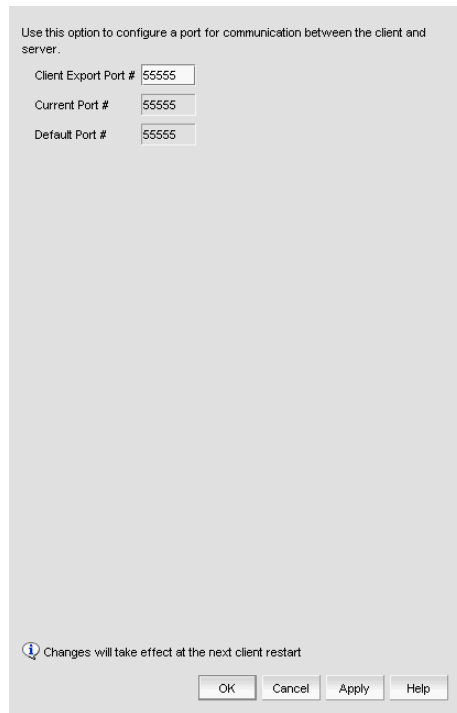 Use this option to configure a port for communication between the client and
server.
Client Export Port # 55555
Current Port # 55555
Default Port # 55555
Changes will take effect at the next client restart
OK Cancel Apply Help